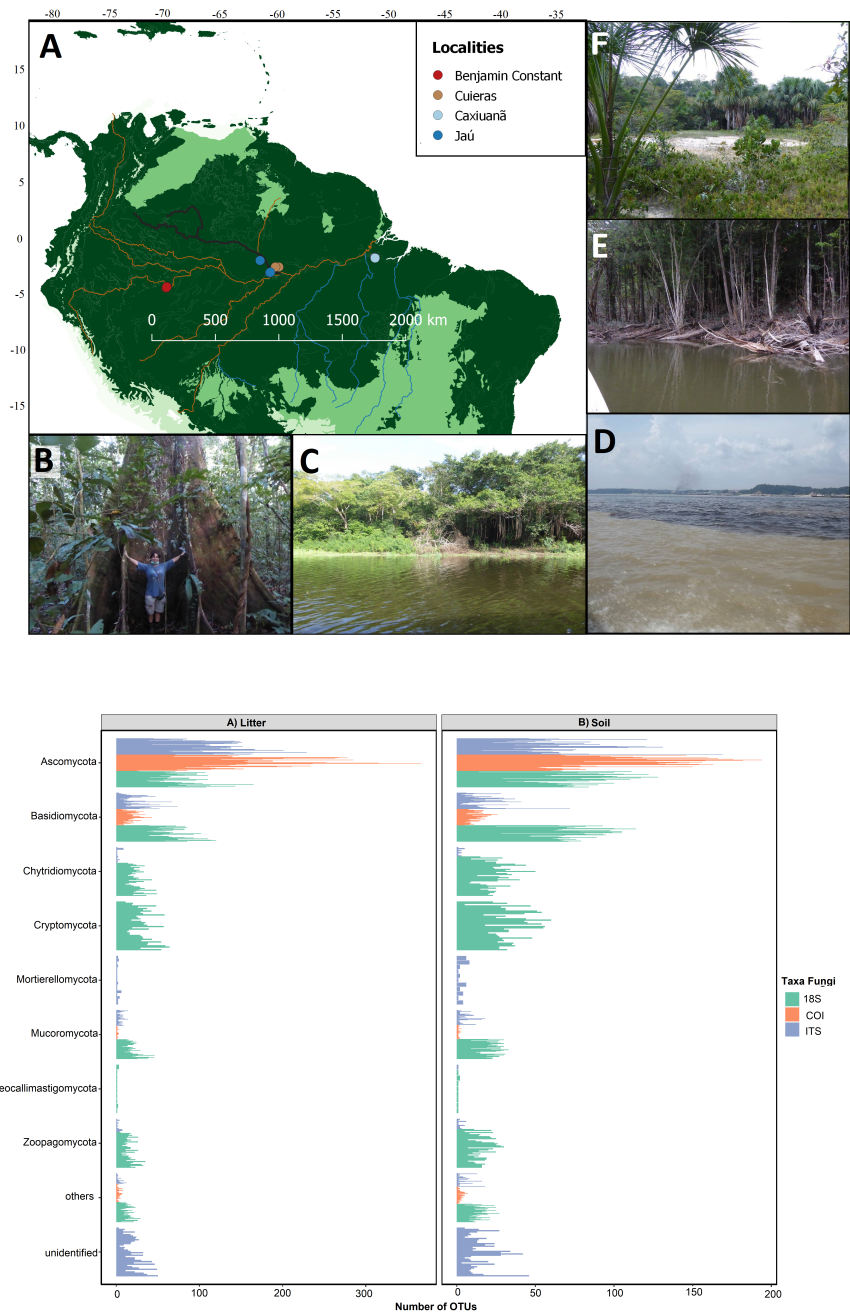 -80 -70 -65 -60 -55 -50 -45 -40 -35
A
Localities
Benjamin Constant
Cuieras
Caxiuanã
Jaú
15
10
5
0
-5
-10
-15
0 500 1000 1500 2000 km
F
E
D
B
C
A) Litter
B) Soil
Ascomycota
Basidiomycota
Chytridiomycota
Cryptomycota
Mortierellomycota
Mucoromycota
eocallimastigomycota
Zoopagomycota
others
unidentified
Taxa Fungi
18S
COI
ITS
0 100 200 300
0 50 100 150 200
Number of OTUs